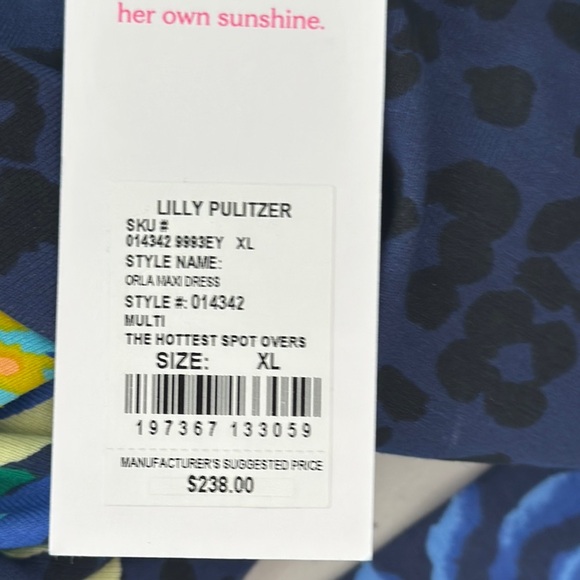 her own sunshine.
LILLY PULITZER
SKU #
014342 9993EY XL
STYLE NAME:
ORLA MAXI DRESS
STYLE #: 014342
MULTI
THE HOTTEST SPOT OVERS
SIZE: XL
197367 133059
MANUFACTURER'S SUGGESTED PRICE
$238.00